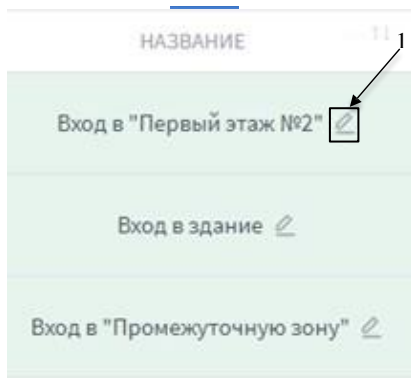 НАЗВАНИЕ
1
Вход в "Первый этаж №2"
Вход в здание
Вход в "Промежуточную зону"